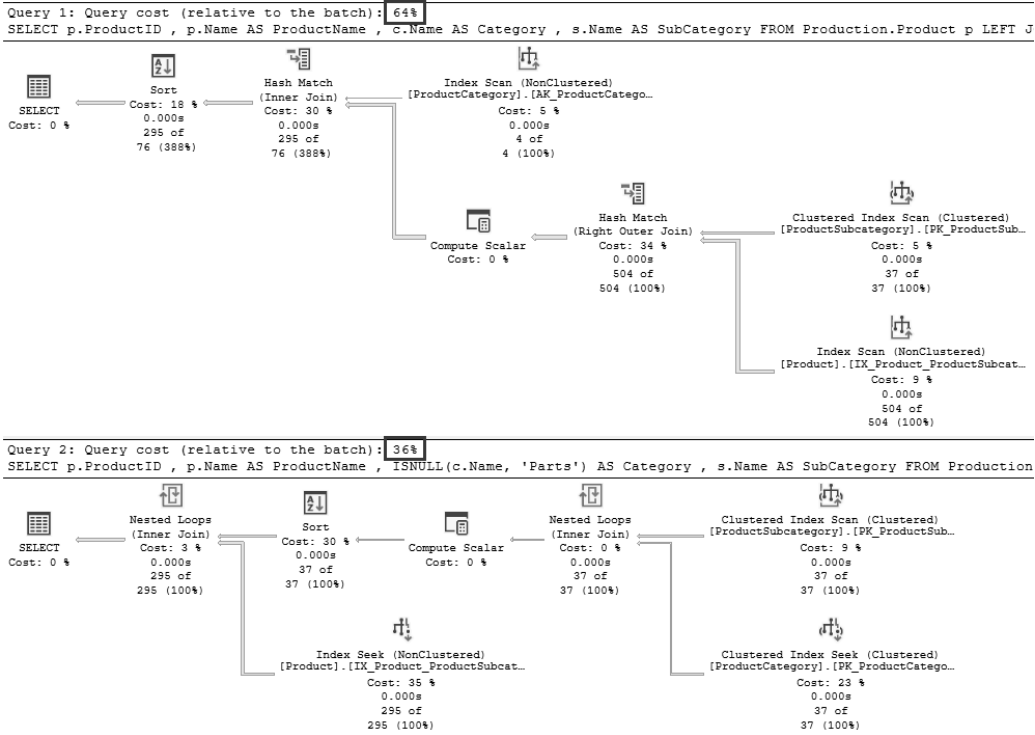 Query 1: Query cost (relative to the batch): 64%
SELECT p.ProductID , p.Name AS ProductName , c.Name AS Category , s.Name AS SubCategory FROM Production.Product p LEFT J
SELECT
Cost: 0 %
Sort
Cost: 18 %
0.000s
295 of
76 (388%)
Hash Match
(Inner Join)
Cost: 30 %
0.000s
295 of
76 (388%)
Index Scan (NonClustered)
[ProductCategory].[AK_ProductCatego…
Cost: 5 %
0.000s
4 of
4 (100%)
Compute Scalar
Cost: 0 %
Hash Match
(Right Outer Join)
Cost: 34 %
0.000s
504 of
504 (100%)
Clustered Index Scan (Clustered)
[ProductSubcategory].[PK_ProductSub…
Cost: 5 %
0.000s
37 of
37 (100%)
Index Scan (NonClustered)
[Product].[IX_Product_ProductSubcat…
Cost: 9 %
0.000s
504 of
504 (100%)
Query 2: Query cost (relative to the batch): 36%
SELECT p.ProductID , p.Name AS ProductName , ISNULL(c.Name, 'Parts') AS Category , s.Name AS SubCategory FROM Production
SELECT
Cost: 0 %
Nested Loops
(Inner Join)
Cost: 3 %
0.000s
295 of
295 (100%)
Sort
Cost: 30 %
0.000s
37 of
37 (100%)
Compute Scalar
Cost: 0 %
Nested Loops
(Inner Join)
Cost: 0 %
0.000s
37 of
37 (100%)
Clustered Index Scan (Clustered)
[ProductSubcategory].[PK_ProductSub…
Cost: 9 %
0.000s
37 of
37 (100%)
Index Seek (NonClustered)
[Product].[IX_Product_ProductSubcat…
Cost: 35 %
0.000s
295 of
295 (100%)
Clustered Index Seek (Clustered)
[ProductCategory].[PK_ProductCatego…
Cost: 23 %
0.000s
37 of
37 (100%)